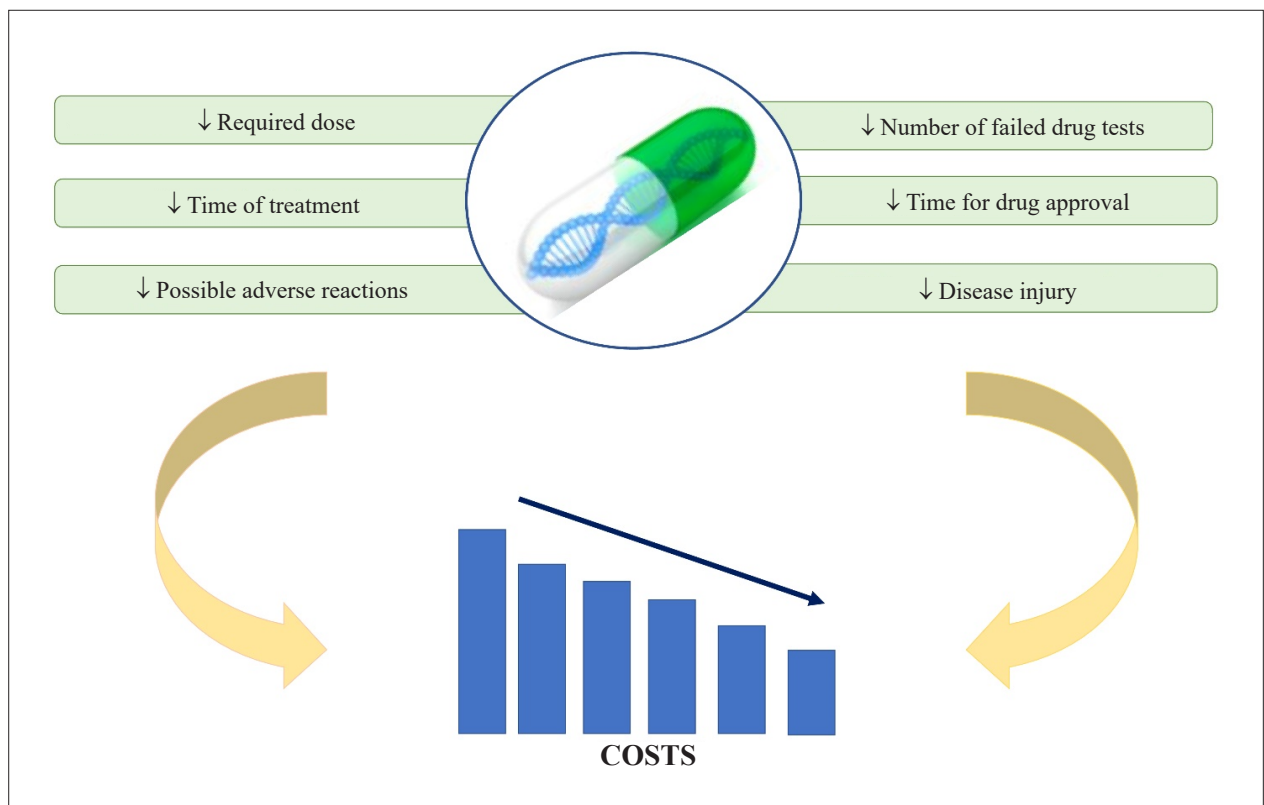 ↓ Required dose
↓ Time of treatment
↓ Possible adverse reactions
↓ Number of failed drug tests
↓ Time for drug approval
↓ Disease injury
COSTS